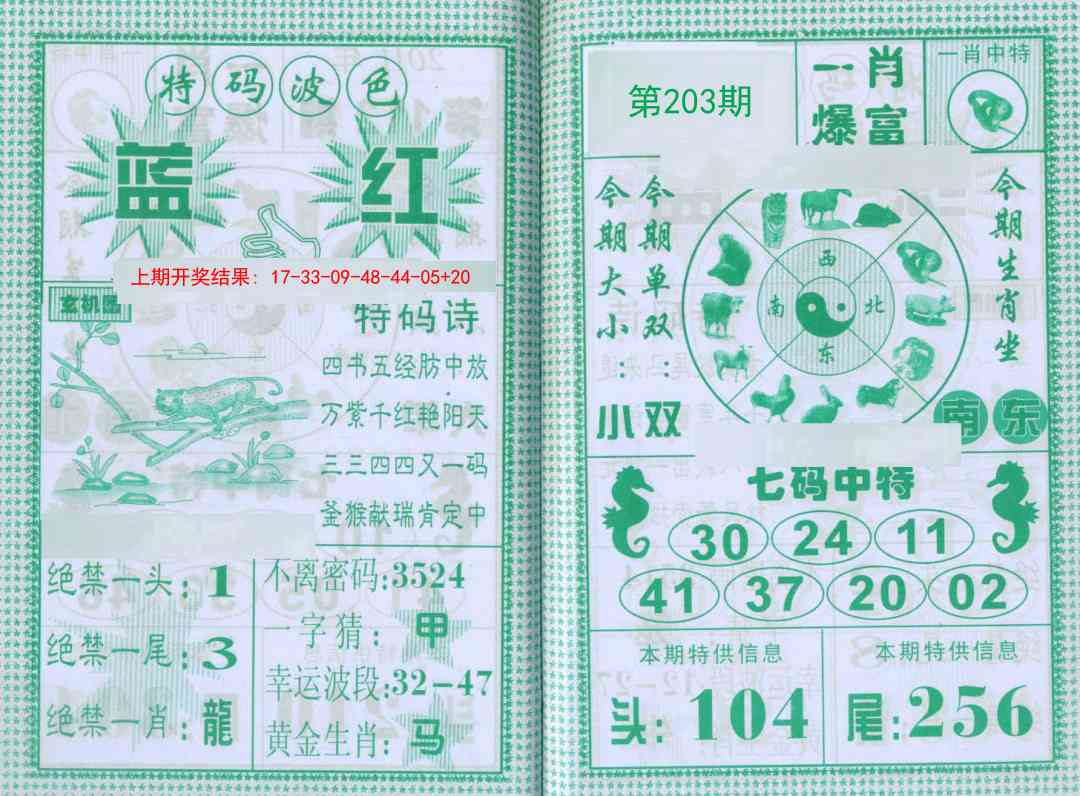 特码波色
蓝 红
上期开奖结果：17-33-09-48-44-05+20
特码诗
四书五经肪中放
万紫千红艳阳天
三三四四又一码
釜猴献瑞肯定中
绝禁一头:1
绝禁一尾:3
绝禁一肖:龍
不离密码:3524
一字猜:甲
幸运波段:32-47
黄金生肖:马
第203期
一肖
爆富
一肖中特
今期大小:小
今期单双:双
西
南 北
东
今期生肖坐
南东
七码中特
30 24 11
41 37 20 02
本期特供信息
头:104
本期特供信息
尾:256